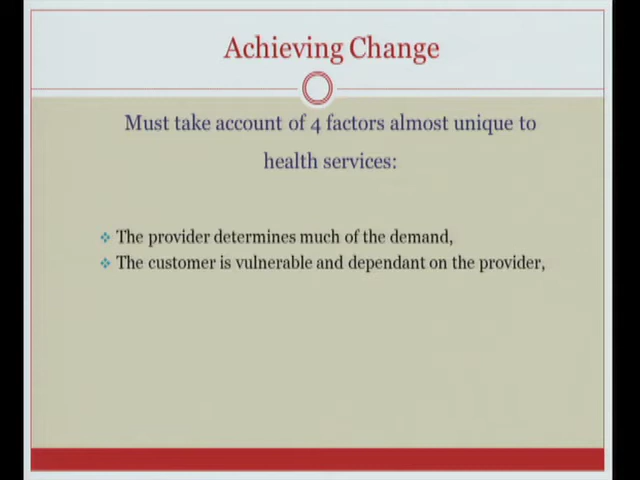 Achieving Change
Must take account of 4 factors almost unique to
health services:
The provider determines much of the demand,
The customer is vulnerable and dependant on the provider,